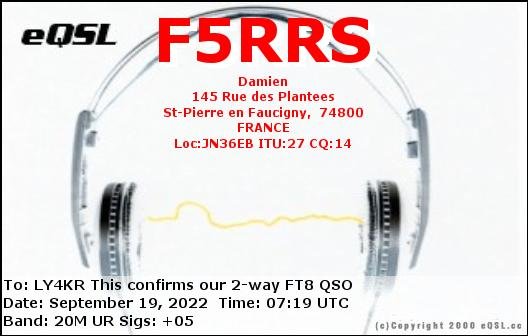 eQSL
F5RRS
Damien
145 Rue des Plantees
St-Pierre en Faucigny,  74800
FRANCE
Loc:JN36EB ITU:27 CQ:14
To: LY4KR This confirms our 2-way FT8 QSO
Date: September 19, 2022  Time: 07:19 UTC
Band: 20M UR Sigs: +05
(c)Copyright 2000 eQSL.cc